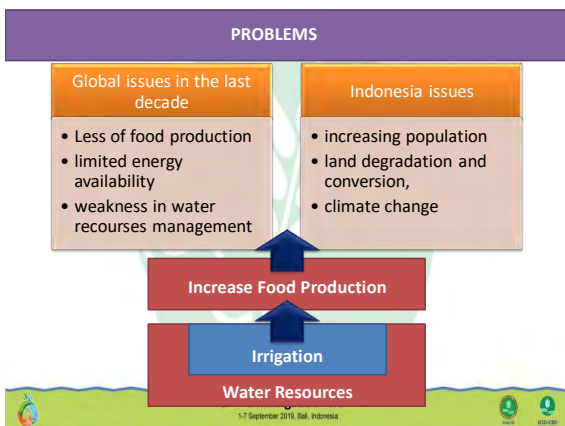 PROBLEMS
Global issues in the last
decade
• Less of food production
• limited energy
availability
• weakness in water
recourses management
Indonesia issues
• increasing population
• land degradation and
conversion,
• climate change
Increase Food Production
Irrigation
Water Resources
1-7 September 2019, Bali, Indonesia